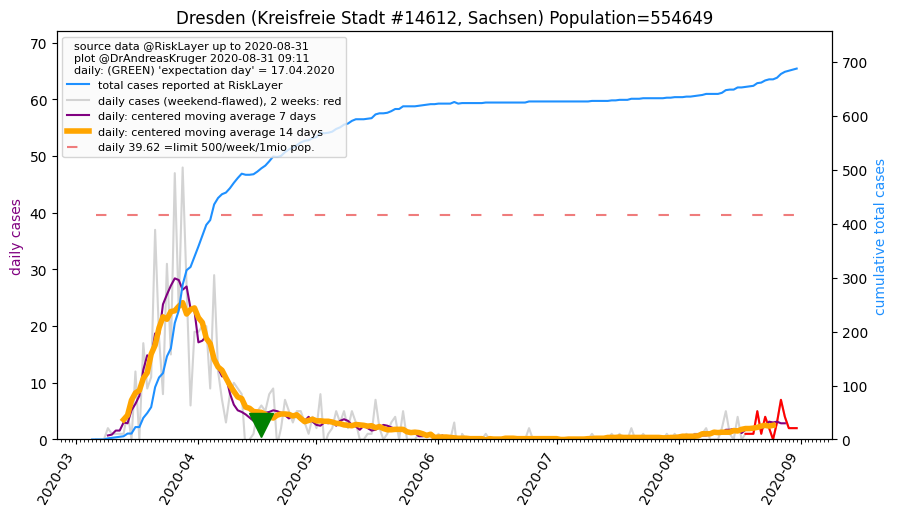 Dresden (Kreisfreie Stadt #14612, Sachsen) Population=554649
source data @RiskLayer up to 2020-08-31
plot @DrAndreasKruger 2020-08-31 09:11
daily: (GREEN) 'expectation day' = 17.04.2020
total cases reported at RiskLayer
daily cases (weekend-flawed), 2 weeks: red
daily: centered moving average 7 days
daily: centered moving average 14 days
daily 39.62 =limit 500/week/1mio pop.
daily cases
70
60
50
40
30
20
10
0
cumulative total cases
700
600
500
400
300
200
100
0
2020-03
2020-04
2020-05
2020-06
2020-07
2020-08
2020-09